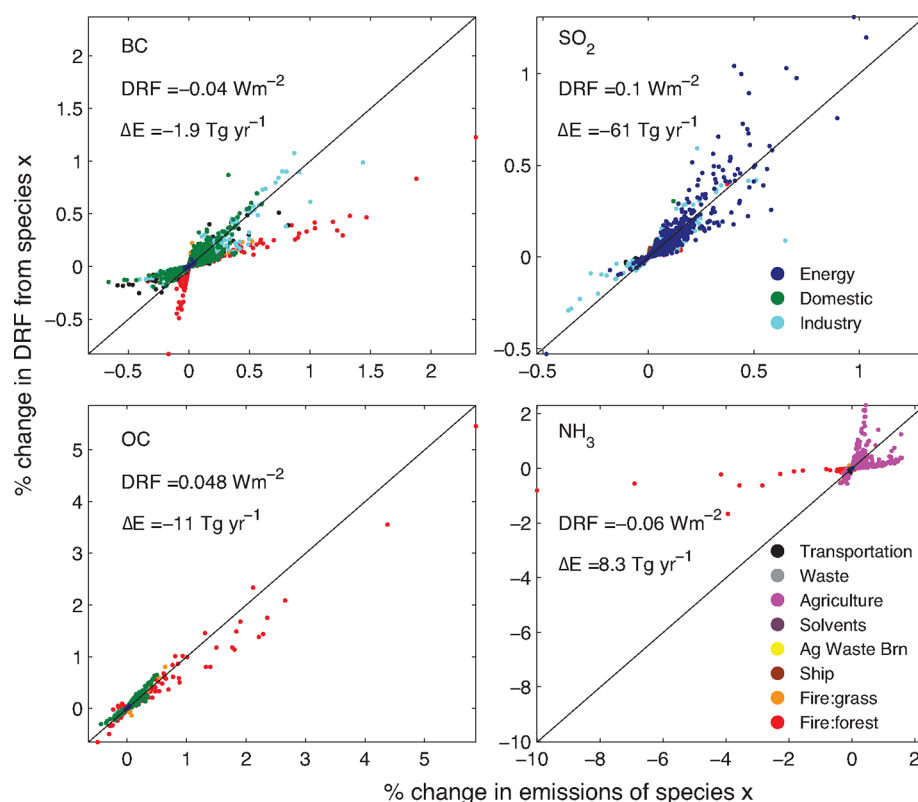 % change in DRF from species x
BC
DRF =−0.04 Wm−2
ΔE =−1.9 Tg yr−1
2
1.5
1
0.5
0
−0.5
−0.5 0 0.5 1 1.5 2
SO2
DRF =0.1 Wm−2
ΔE =−61 Tg yr−1
1
0.5
0
−0.5
−0.5 0 0.5 1
Energy
Domestic
Industry
OC
DRF =0.048 Wm−2
ΔE =−11 Tg yr−1
5
4
3
2
1
0
0 1 2 3 4 5
NH3
DRF =−0.06 Wm−2
ΔE =8.3 Tg yr−1
2
0
−2
−4
−6
−8
−10
−10 −8 −6 −4 −2 0 2
Transportation
Waste
Agriculture
Solvents
Ag Waste Brn
Ship
Fire:grass
Fire:forest
% change in emissions of species x